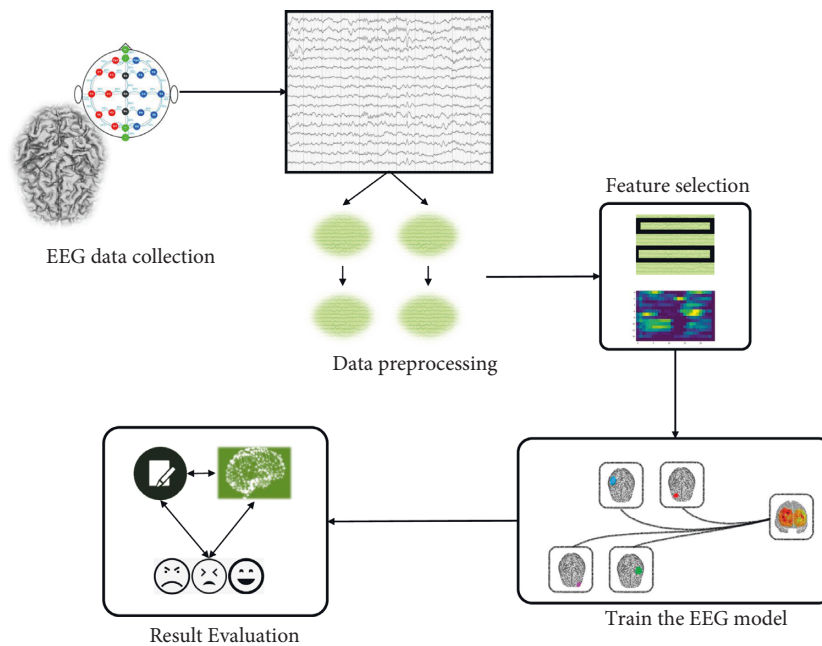 EEG data collection
Data preprocessing
Feature selection
Train the EEG model
Result Evaluation